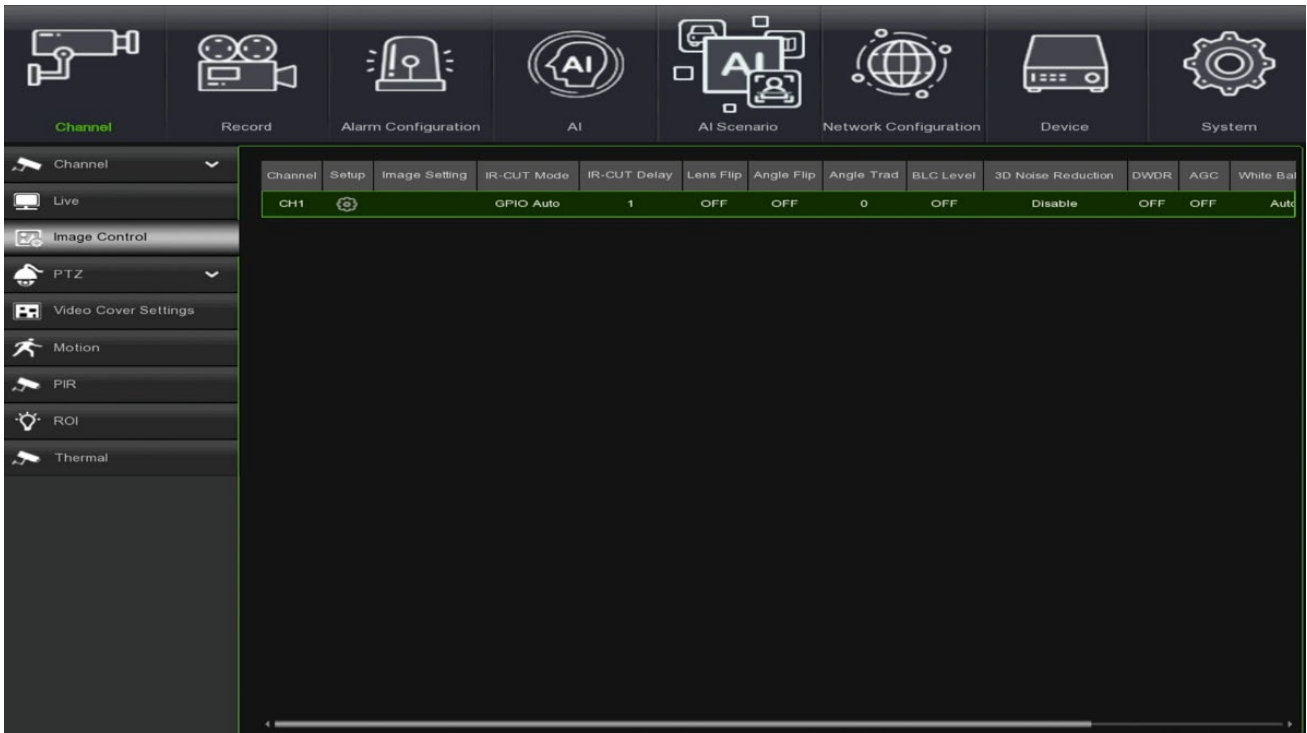 AI
AI
Channel Record Alarm Configuration AI AI Scenario Network Configuration Device System
Channel
Live
Image Control
PTZ
Video Cover Settings
Motion
PIR
ROI
Thermal
Channel Setup Image Setting IR-CUT Mode IR-CUT Delay Lens Flip Angle Flip Angle Trad BLC Level 3D Noise Reduction DWDR AGC White Bal
CH1 GPIO Auto 1 OFF OFF 0 OFF Disable OFF OFF Auto